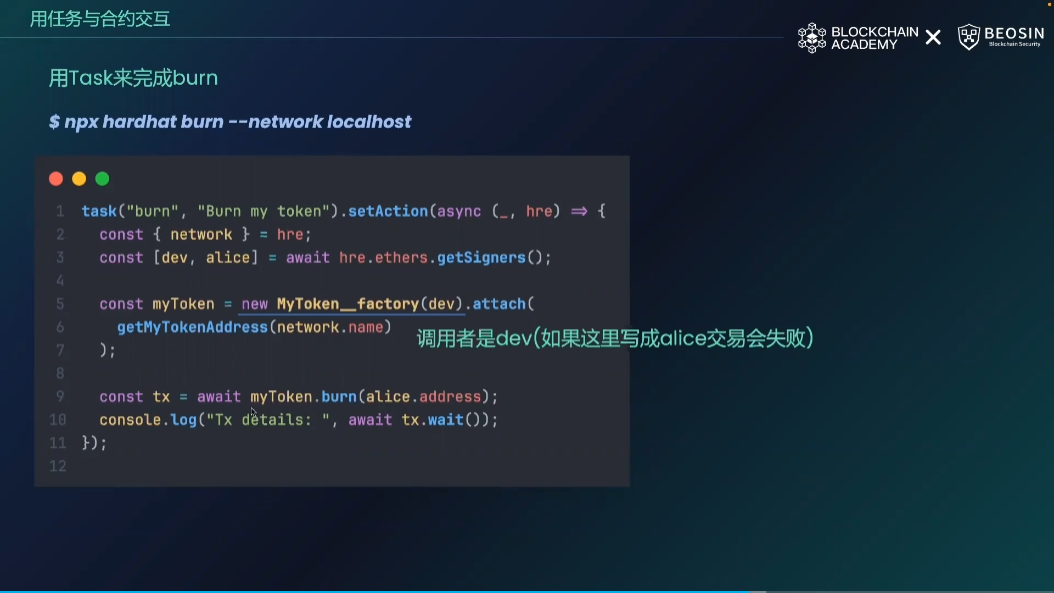 用任务与合约交互
BLOCKCHAIN
ACADEMY
BEOSIN
Blockchain Security
用Task来完成burn
$ npx hardhat burn --network localhost
1 task("burn", "Burn my token").setAction(async (_, hre) => {
2 const { network } = hre;
3 const [dev, alice] = await hre.ethers.getSigners();
4
5 const myToken = new MyToken__factory(dev).attach(
6 getMyTokenAddress(network.name)
调用者是dev(如果这里写成alice交易会失败)
7 );
8
9 const tx = await myToken.burn(alice.address);
10 console.log("Tx details: ", await tx.wait());
11 });
12